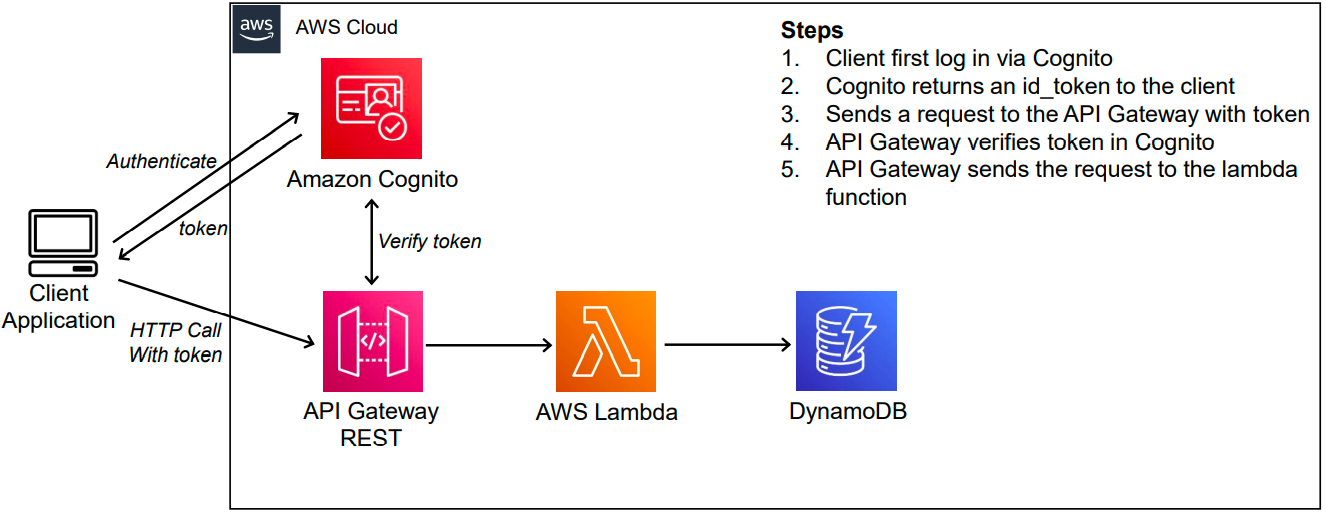 aws
AWS Cloud
Steps
1. Client first log in via Cognito
2. Cognito returns an id_token to the client
3. Sends a request to the API Gateway with token
4. API Gateway verifies token in Cognito
5. API Gateway sends the request to the lambda
function
Authenticate
Amazon Cognito
token
Verify token
Client
Application
HTTP Call
With token
</>
API Gateway
REST
AWS Lambda
DynamoDB